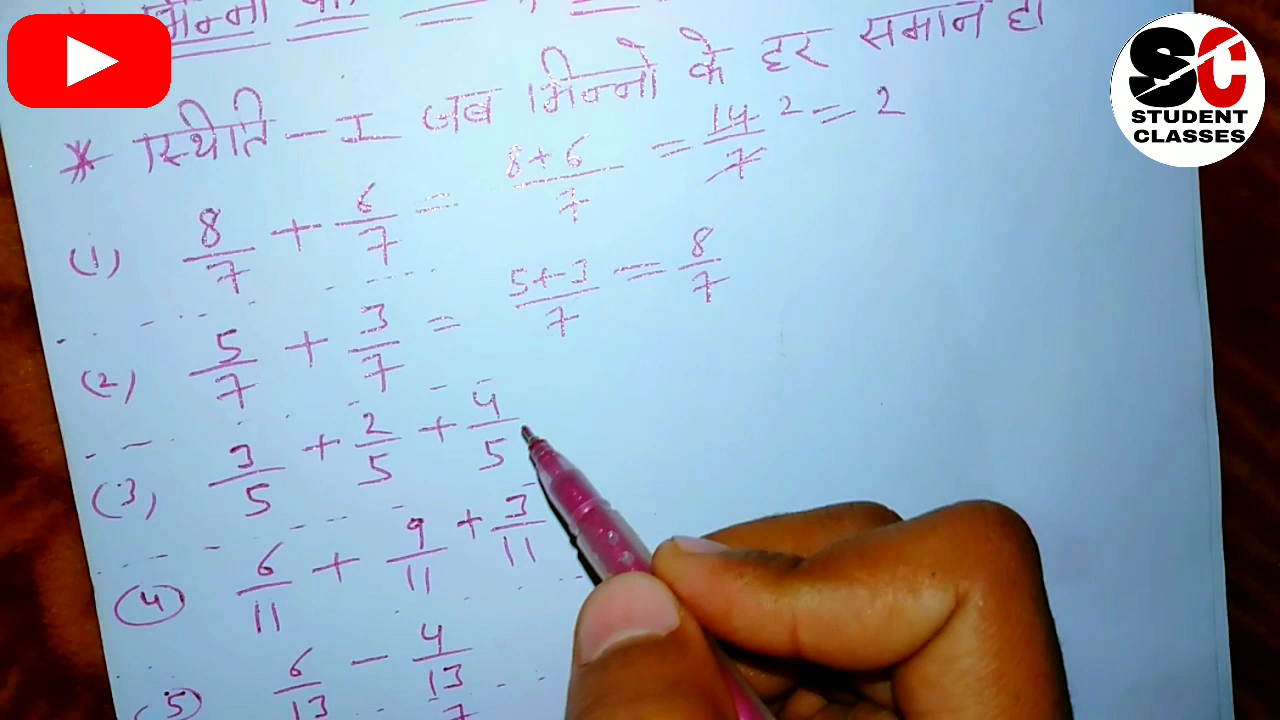 * भिन्नो का
* स्थिति - I जब भिन्नो के हर समान हो
(1) 8/7 + 6/7 = 8+6/7 = 14/7 2 = 2
(2) 5/7 + 3/7 = 5+3/7 = 8/7
(3) 3/5 + 2/5 + 4/5
(4) 6/11 + 9/11 + 3/11
(5) 6/13 - 4/13
7
SC
STUDENT
CLASSES